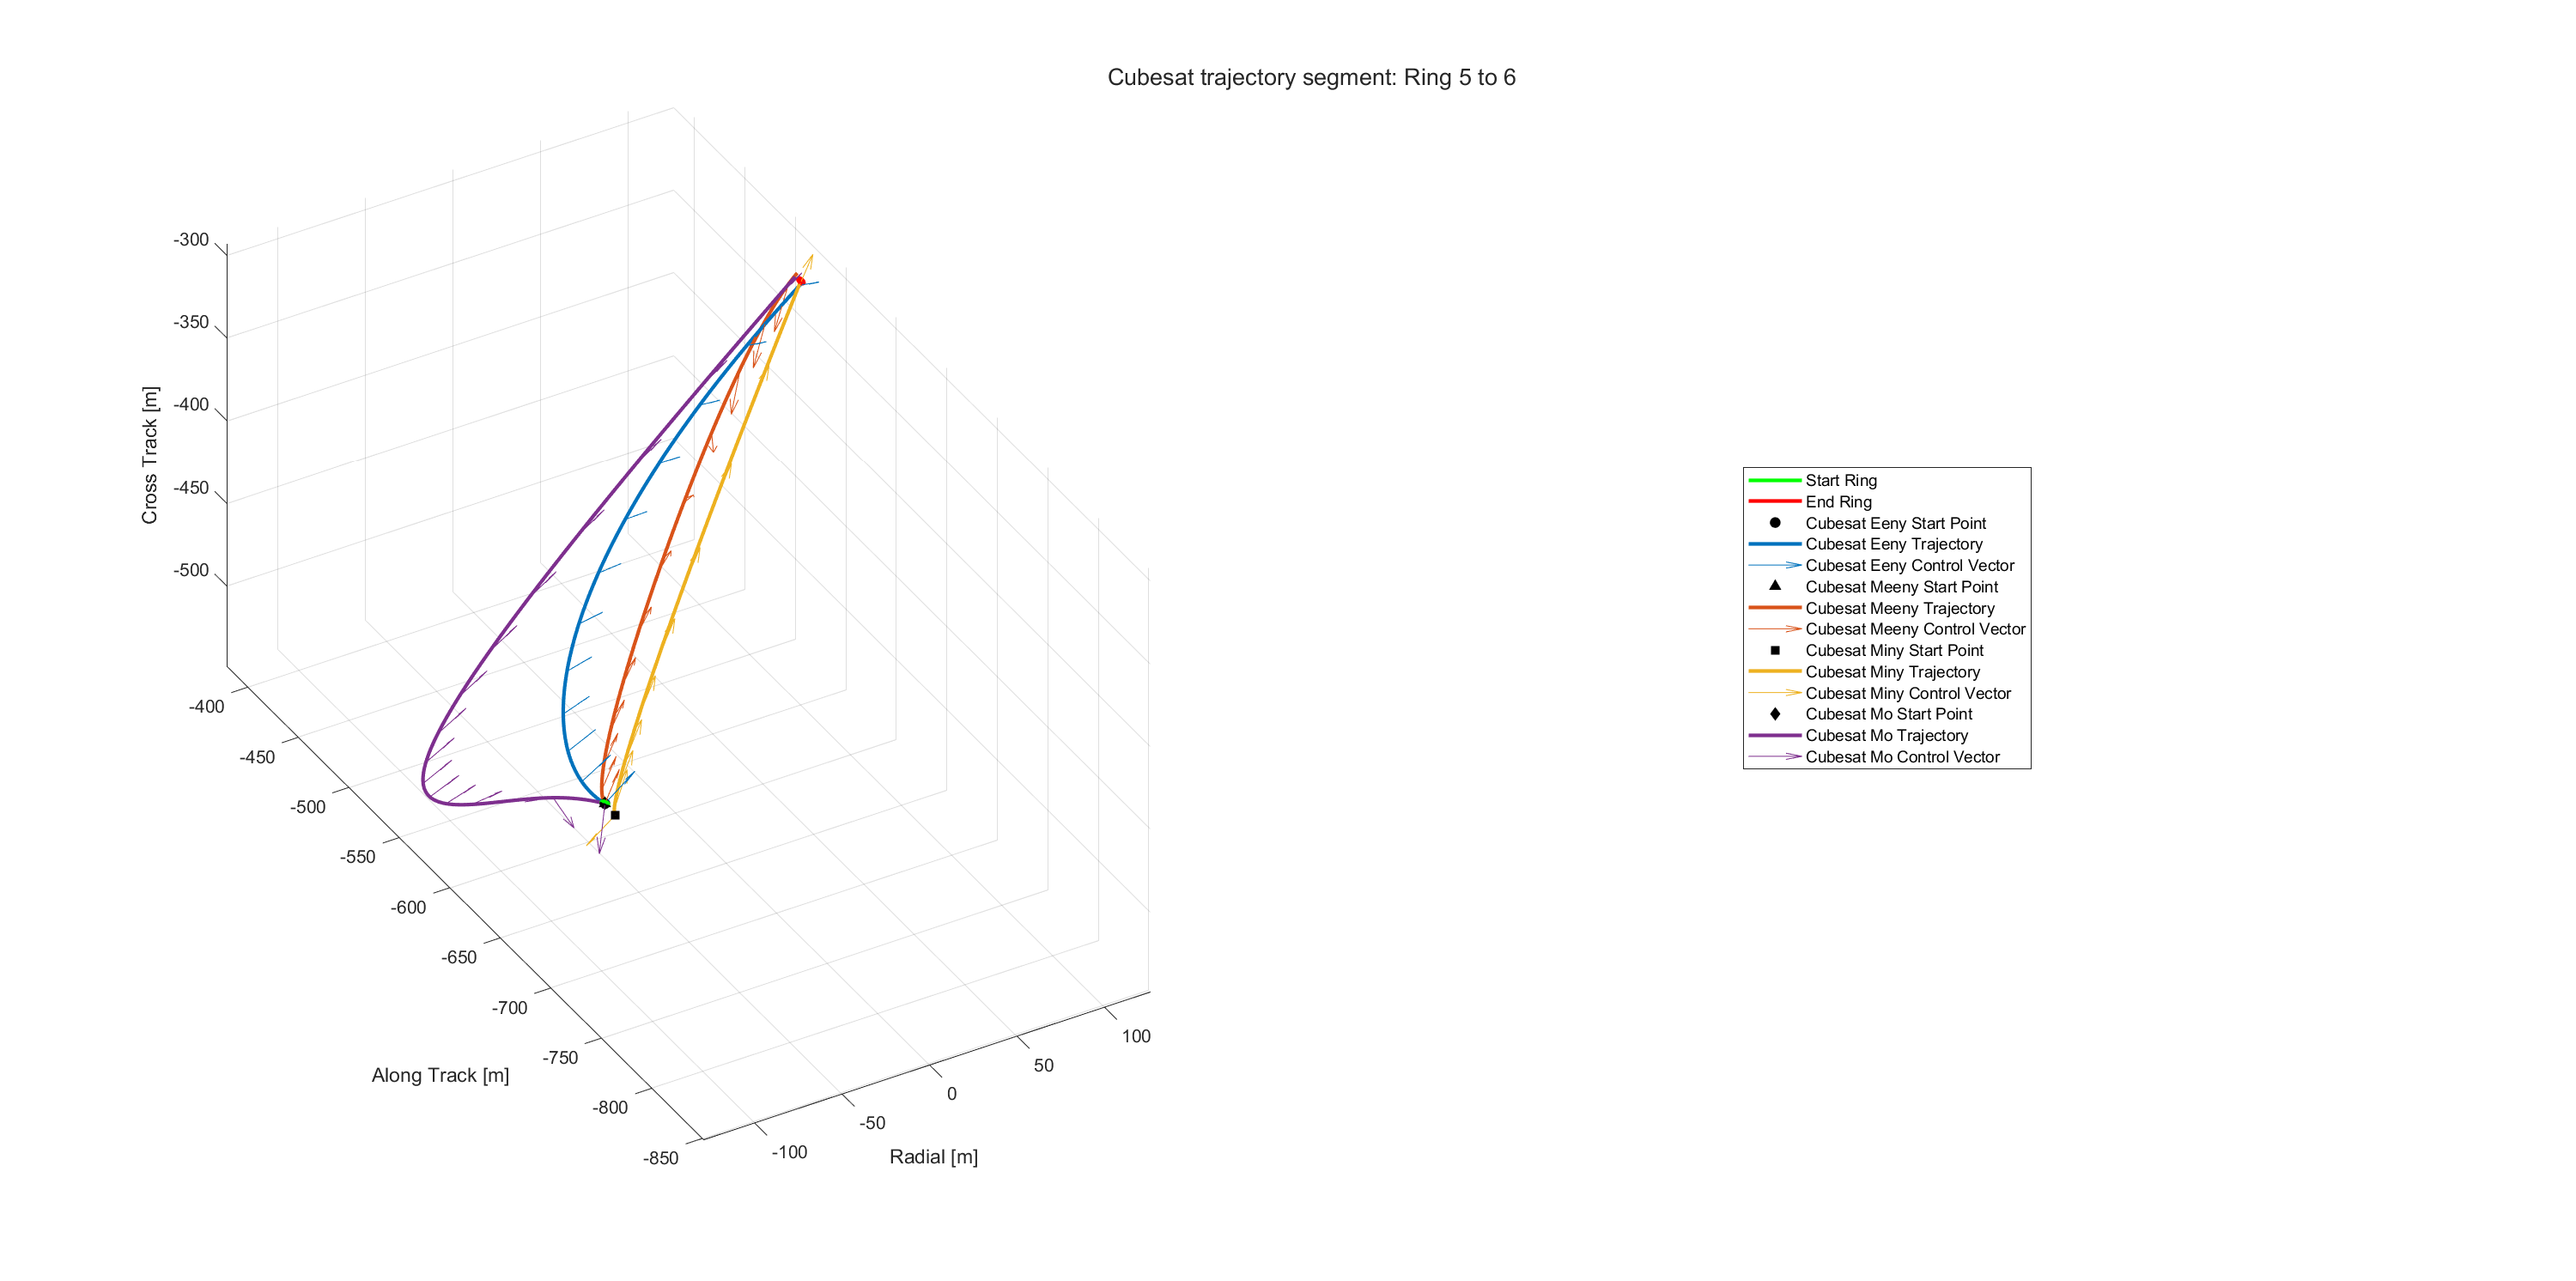 Cubesat trajectory segment: Ring 5 to 6
-300
-350
-400
-450
-500
Cross Track [m]
-400
-450
-500
-550
-600
-650
-700
-750
-800
-850
Along Track [m]
-100
-50
0
50
100
Radial [m]
Start Ring
End Ring
Cubesat Eeny Start Point
Cubesat Eeny Trajectory
Cubesat Eeny Control Vector
Cubesat Meeny Start Point
Cubesat Meeny Trajectory
Cubesat Meeny Control Vector
Cubesat Miny Start Point
Cubesat Miny Trajectory
Cubesat Miny Control Vector
Cubesat Mo Start Point
Cubesat Mo Trajectory
Cubesat Mo Control Vector